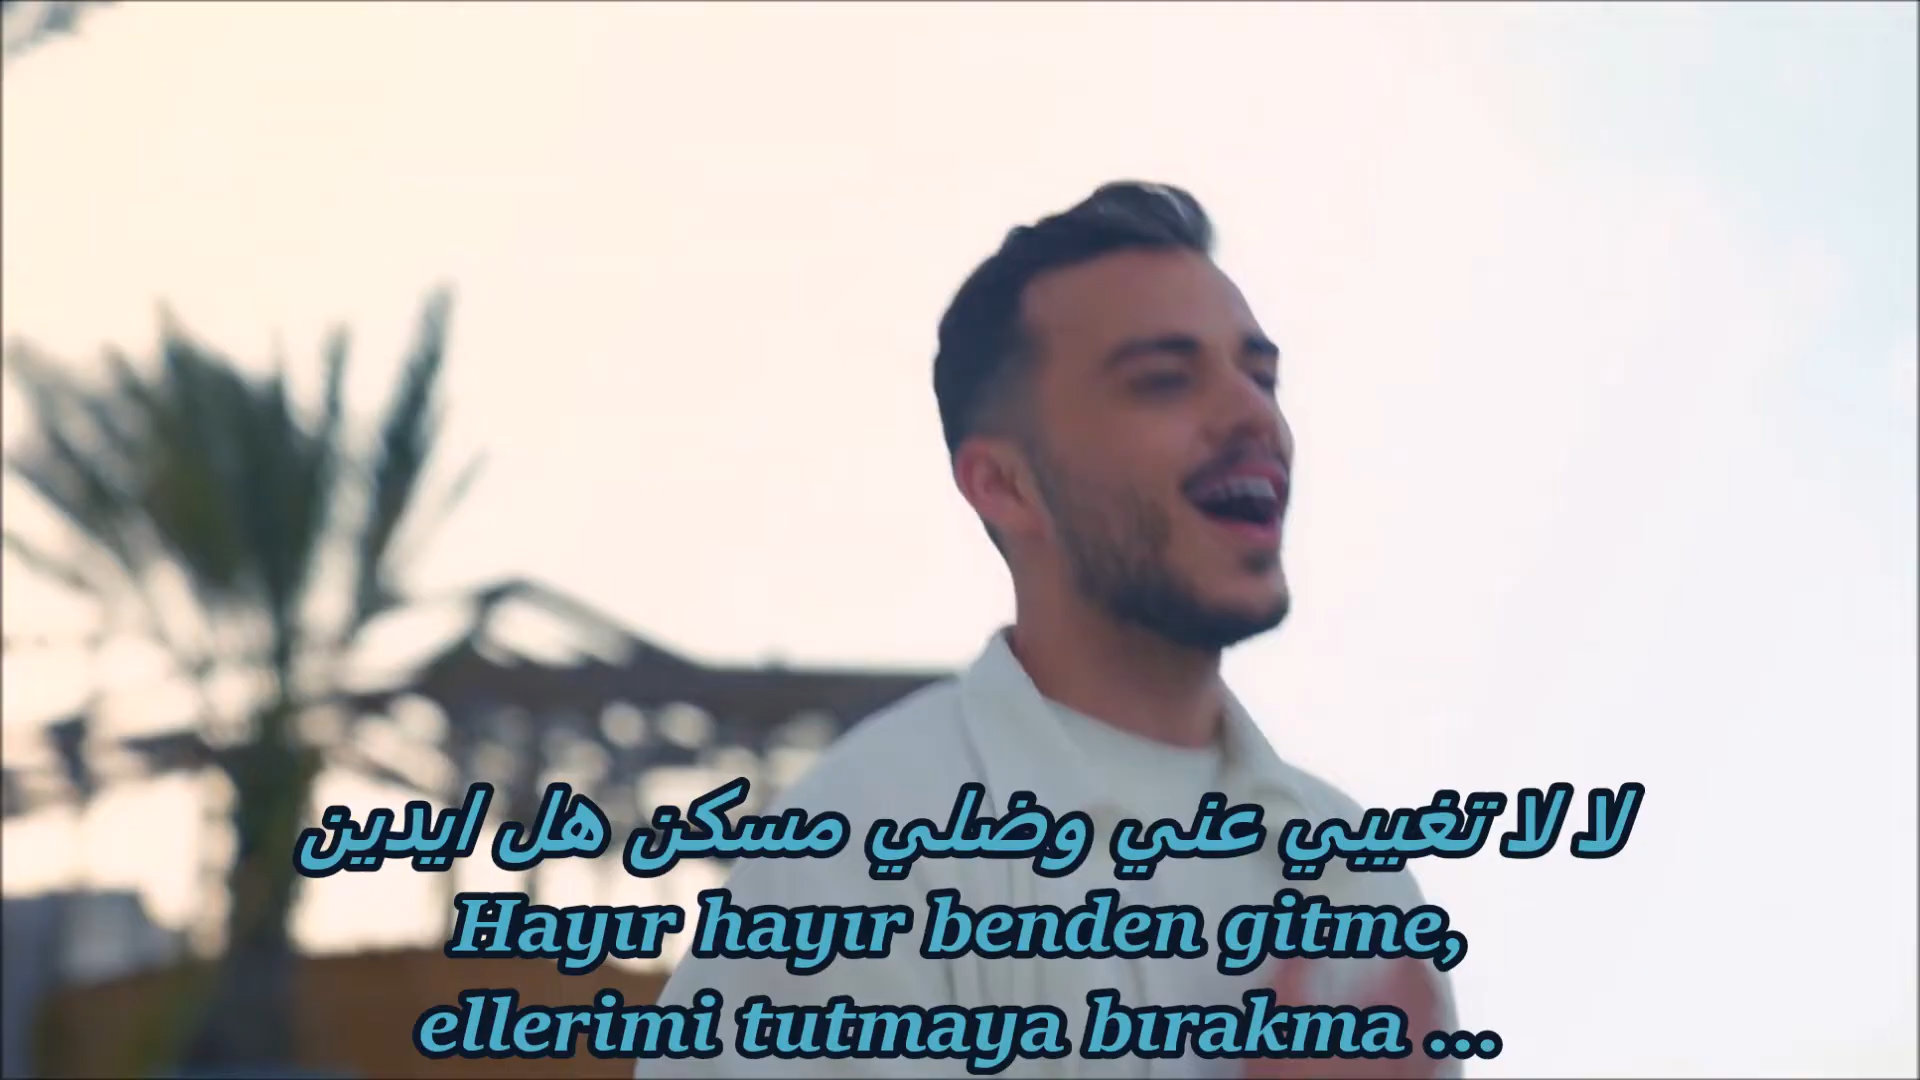 لا لا تغيبي عني وضلي مسكن هل ايدين
Hayır hayır benden gitme,
ellerimi tutmaya bırakma ...